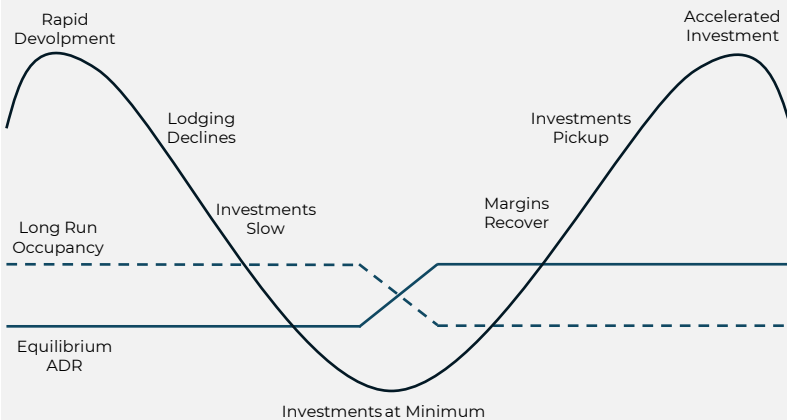 Rapid
Devolpment
Accelerated
Investment
Lodging
Declines
Investments
Pickup
Investments
Slow
Margins
Recover
Long Run
Occupancy
Equilibrium
ADR
Investments at Minimum